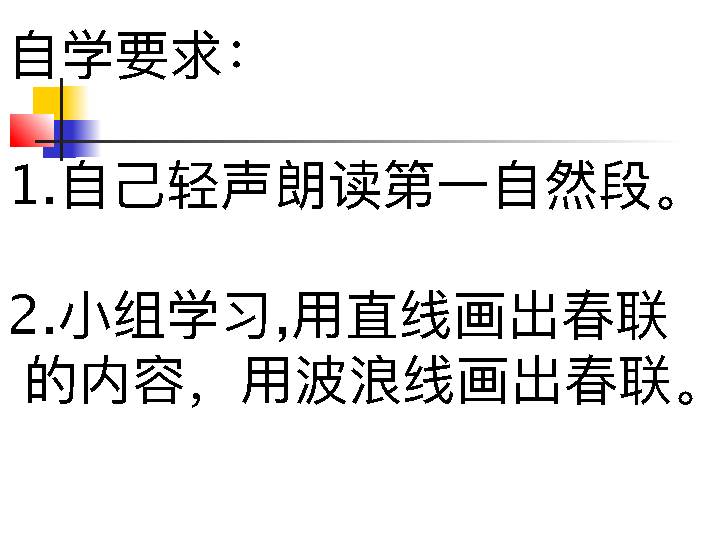 自学要求：
1.自己轻声朗读第一自然段。
2.小组学习,用直线画出春联
的内容，用波浪线画出春联。